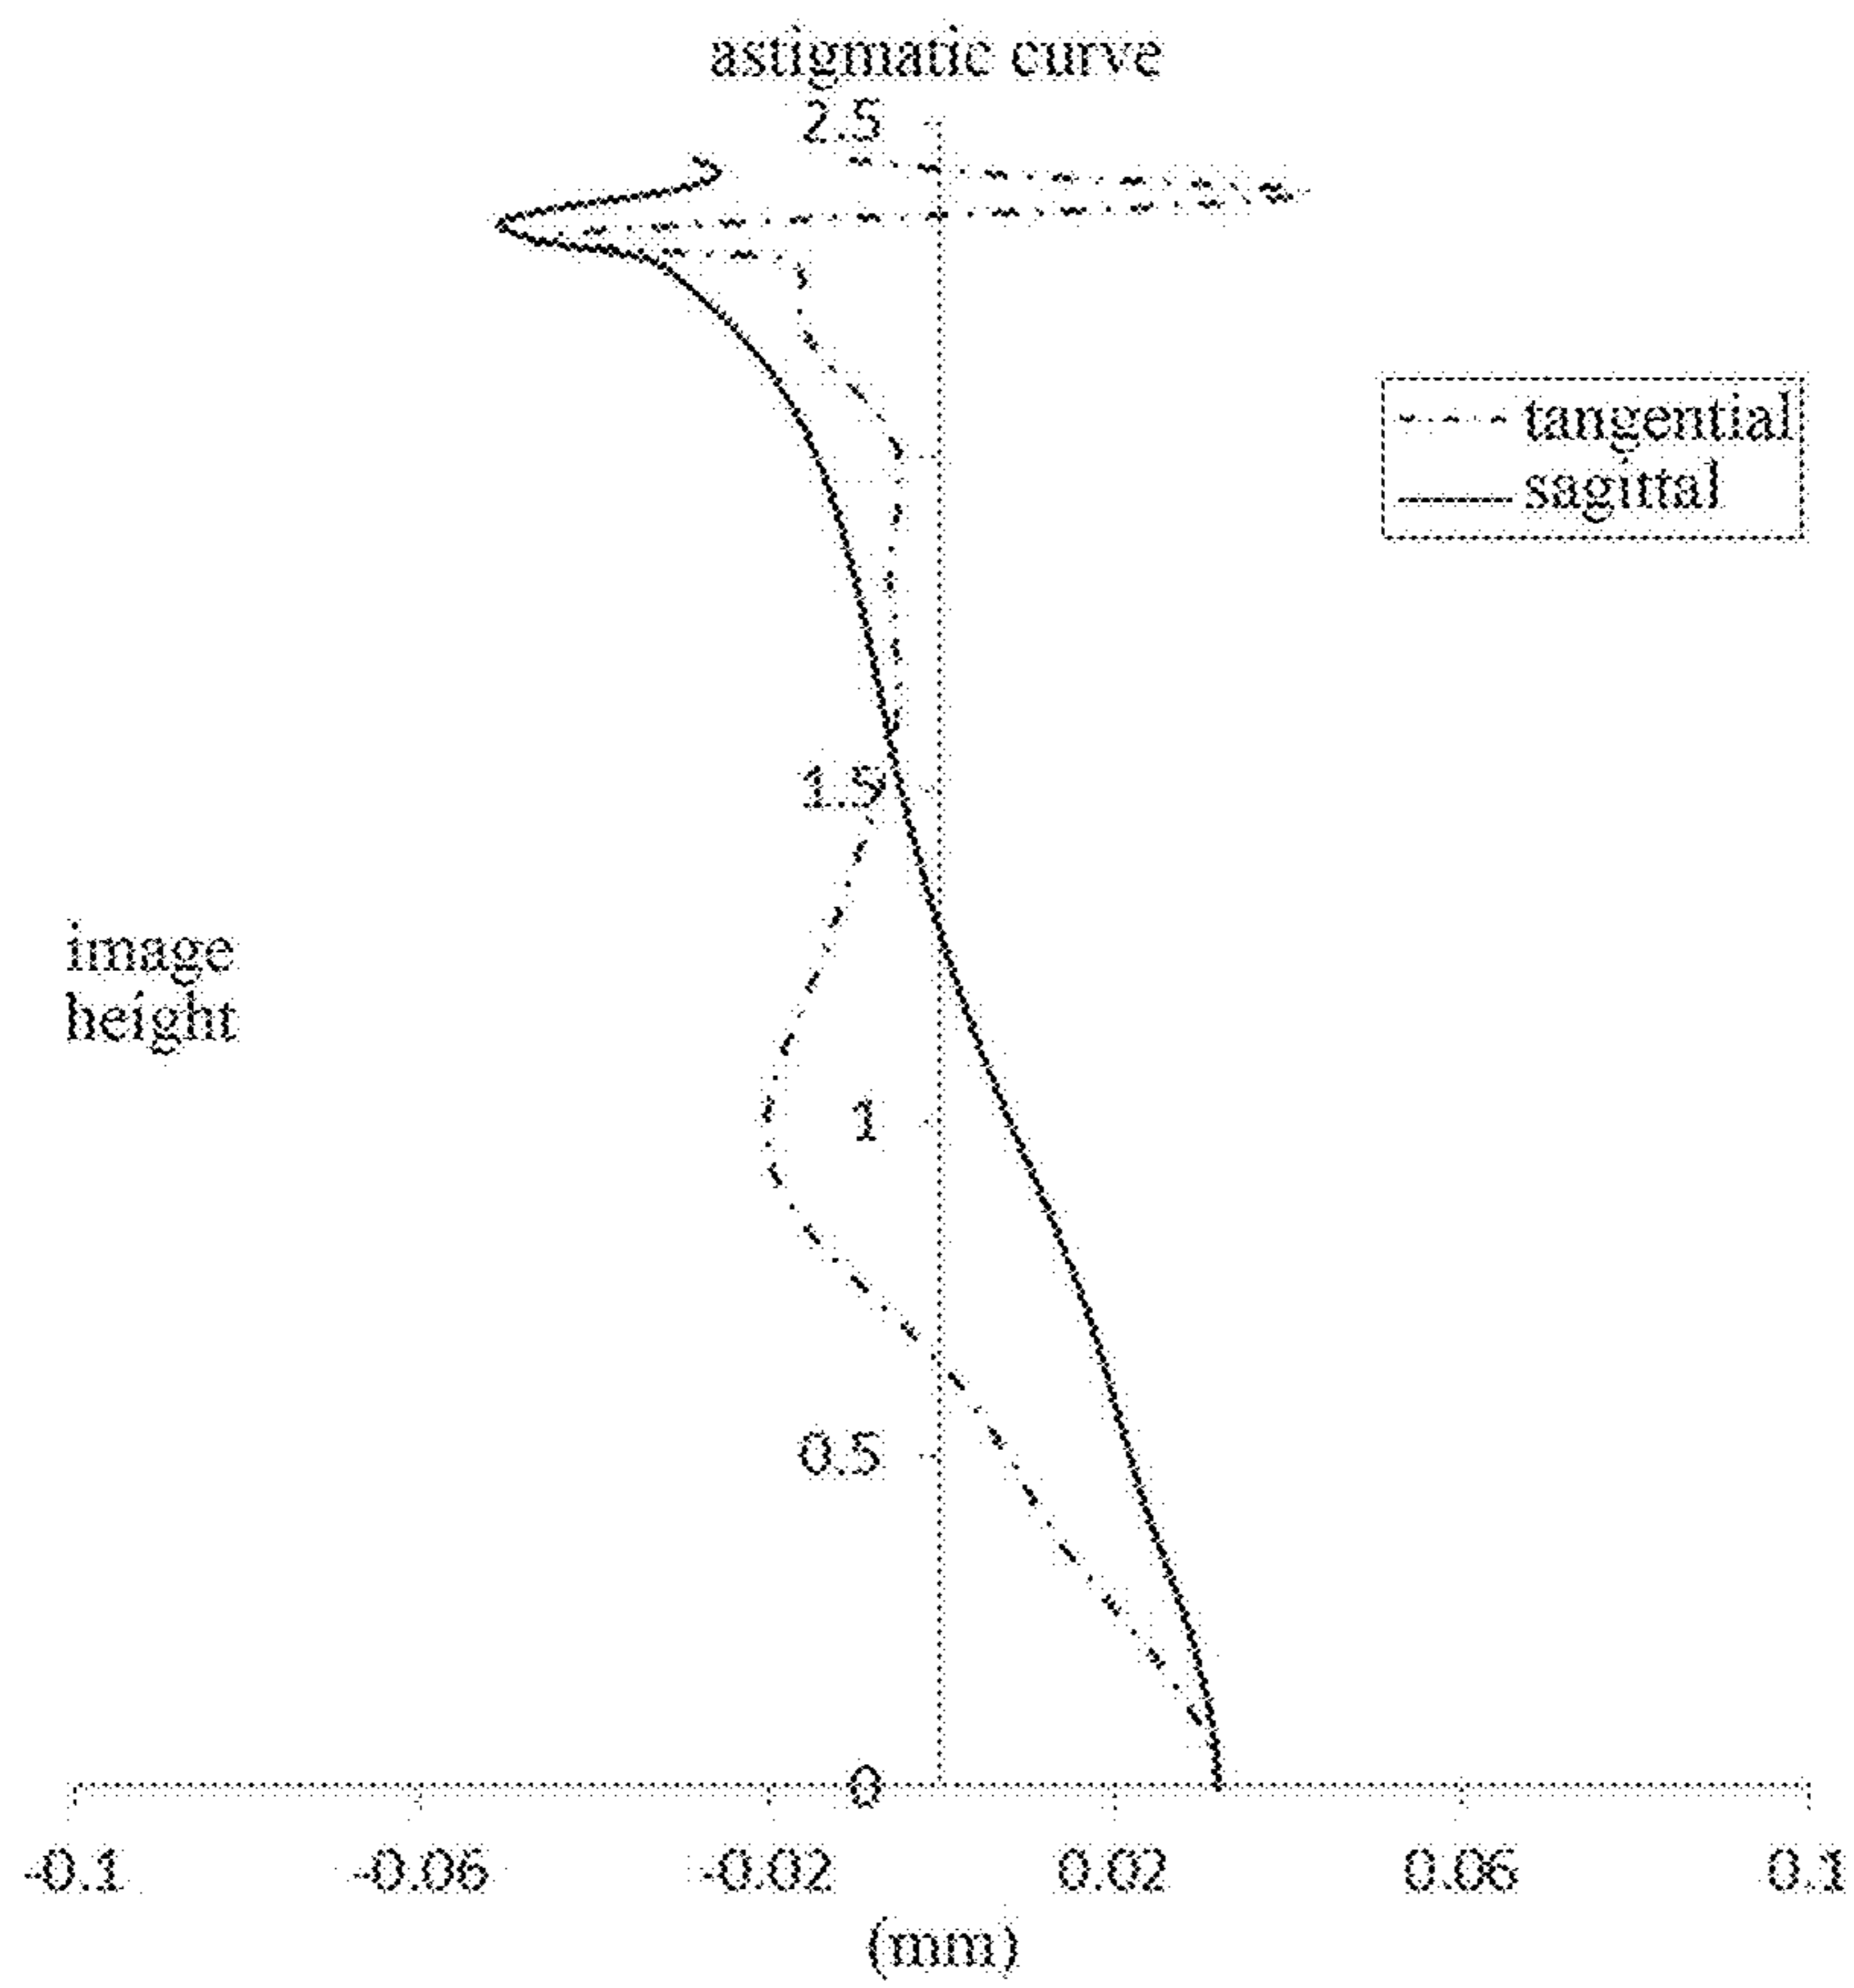 astigmatic curve
2.5
tangential
sagittal
1.5
image
height
1
0.5
0
-0.1 -0.06 -0.02 0.02 0.06 0.1
(mm)